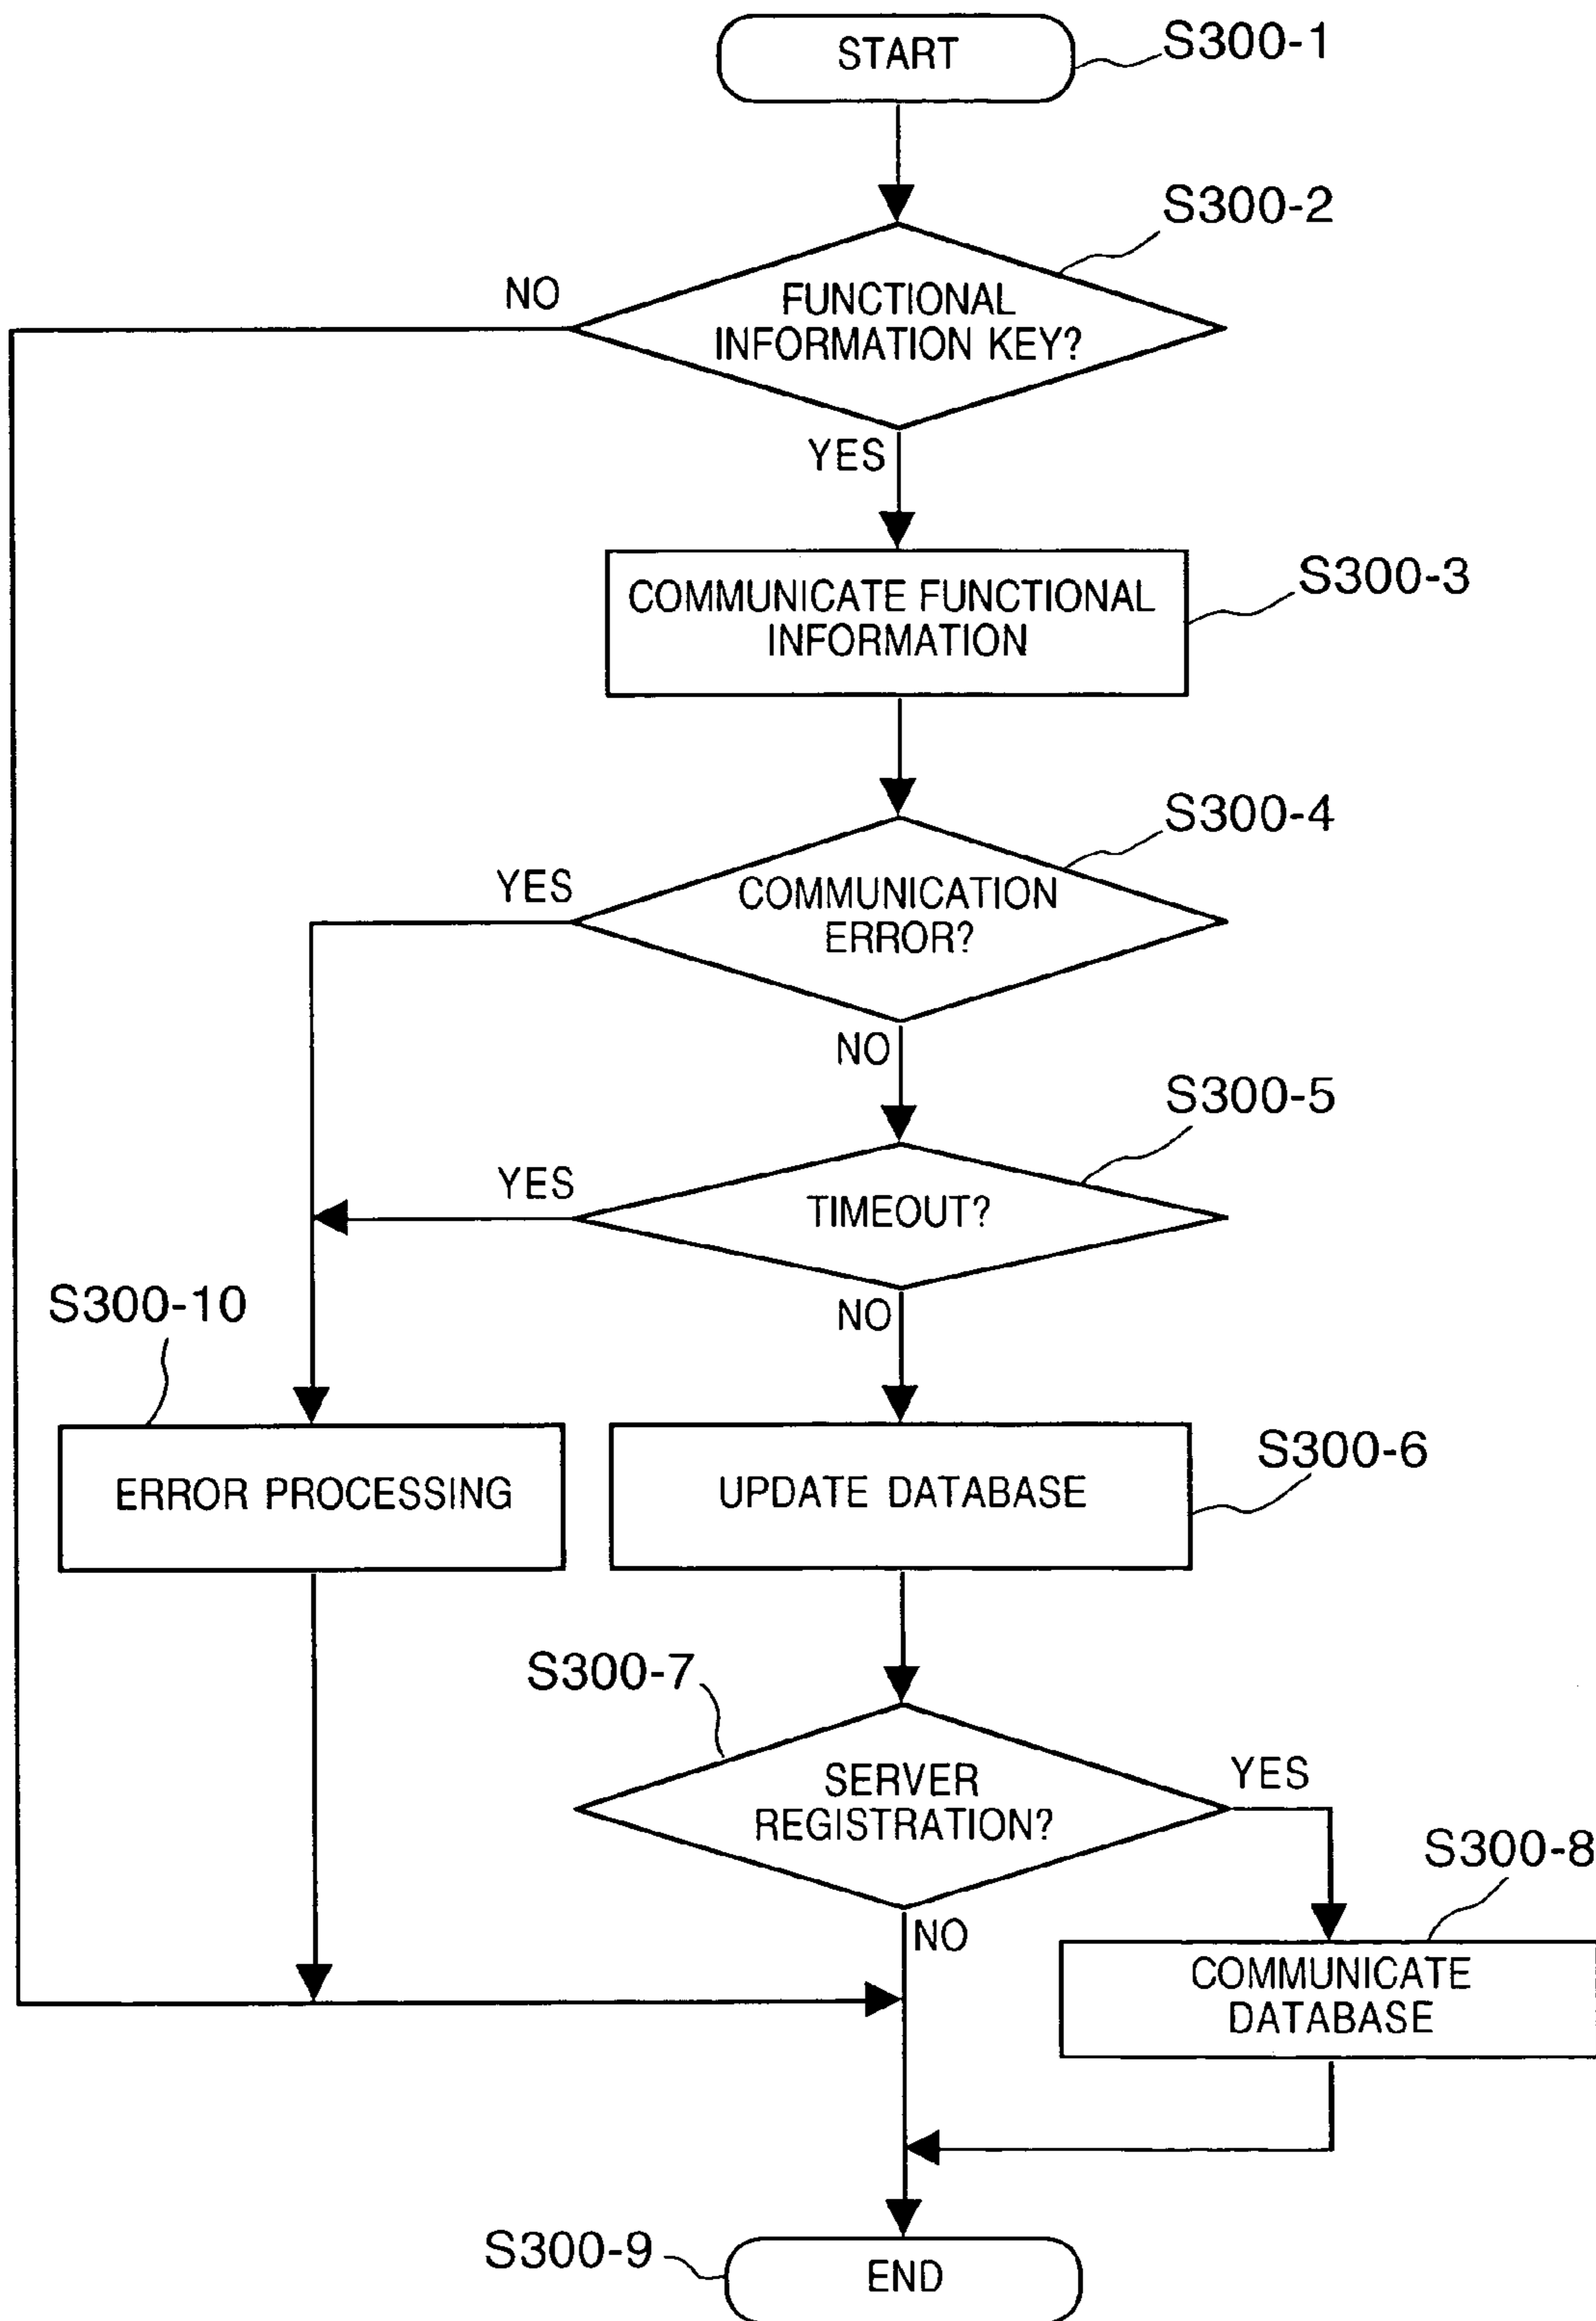 START
S300-1
S300-2
NO
FUNCTIONAL
INFORMATION KEY?
YES
COMMUNICATE FUNCTIONAL
INFORMATION
S300-3
S300-4
YES
COMMUNICATION
ERROR?
NO
S300-5
YES
TIMEOUT?
S300-10
NO
ERROR PROCESSING
UPDATE DATABASE
S300-6
S300-7
SERVER
REGISTRATION?
YES
S300-8
NO
COMMUNICATE
DATABASE
S300-9
END